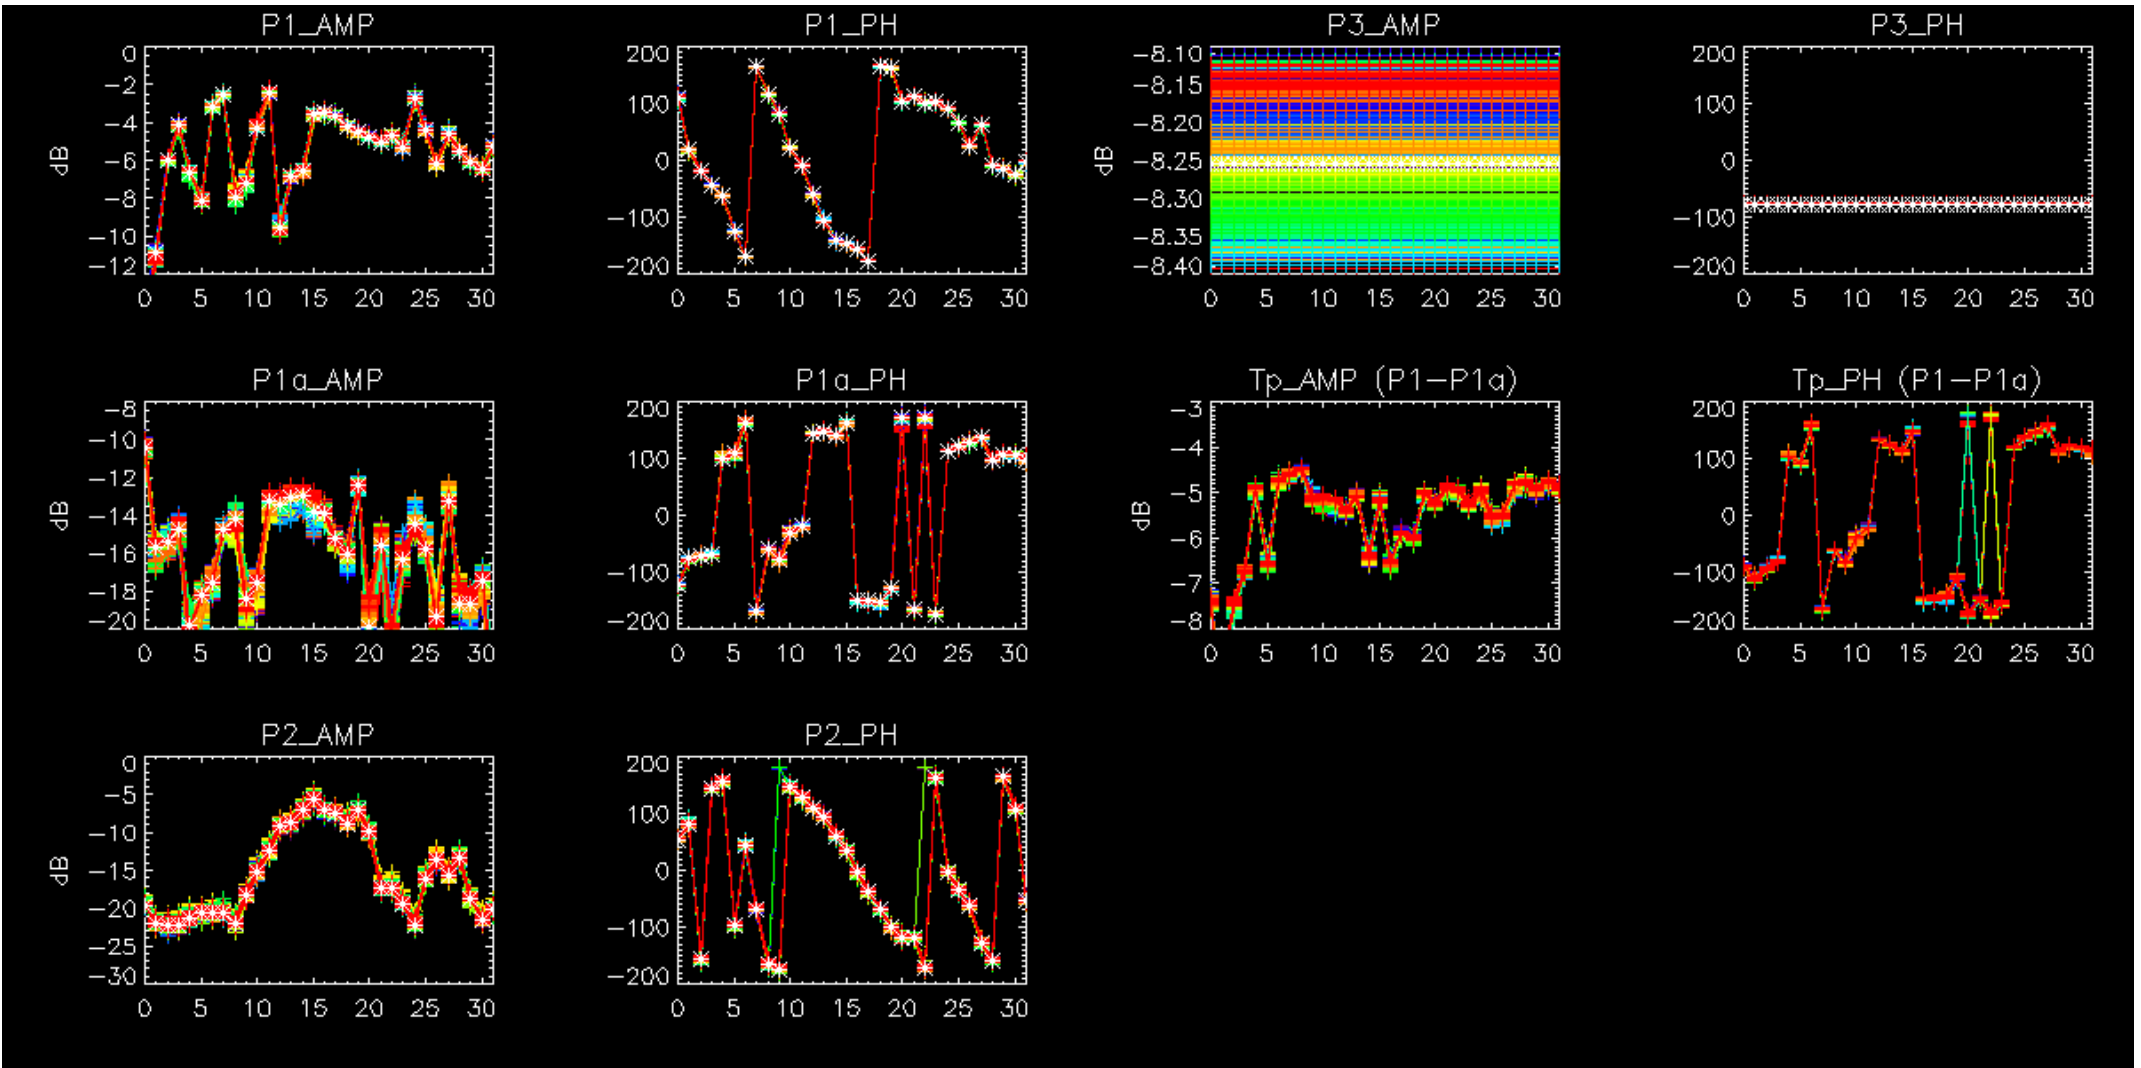 P1_AMP P1_PH P3_AMP P3_PH
dB 0 −2 −4 −6 −8 −10 −12
0 5 10 15 20 25 30
200 100 0 −100 −200
0 5 10 15 20 25 30
dB −8.10 −8.15 −8.20 −8.25 −8.30 −8.35 −8.40
0 5 10 15 20 25 30
200 100 0 −100 −200
0 5 10 15 20 25 30
P1a_AMP P1a_PH Tp_AMP (P1−P1a) Tp_PH (P1−P1a)
dB −8 −10 −12 −14 −16 −18 −20
0 5 10 15 20 25 30
200 100 0 −100 −200
0 5 10 15 20 25 30
dB −3 −4 −5 −6 −7 −8
0 5 10 15 20 25 30
200 100 0 −100 −200
0 5 10 15 20 25 30
P2_AMP P2_PH
dB 0 −5 −10 −15 −20 −25 −30
0 5 10 15 20 25 30
200 100 0 −100 −200
0 5 10 15 20 25 30